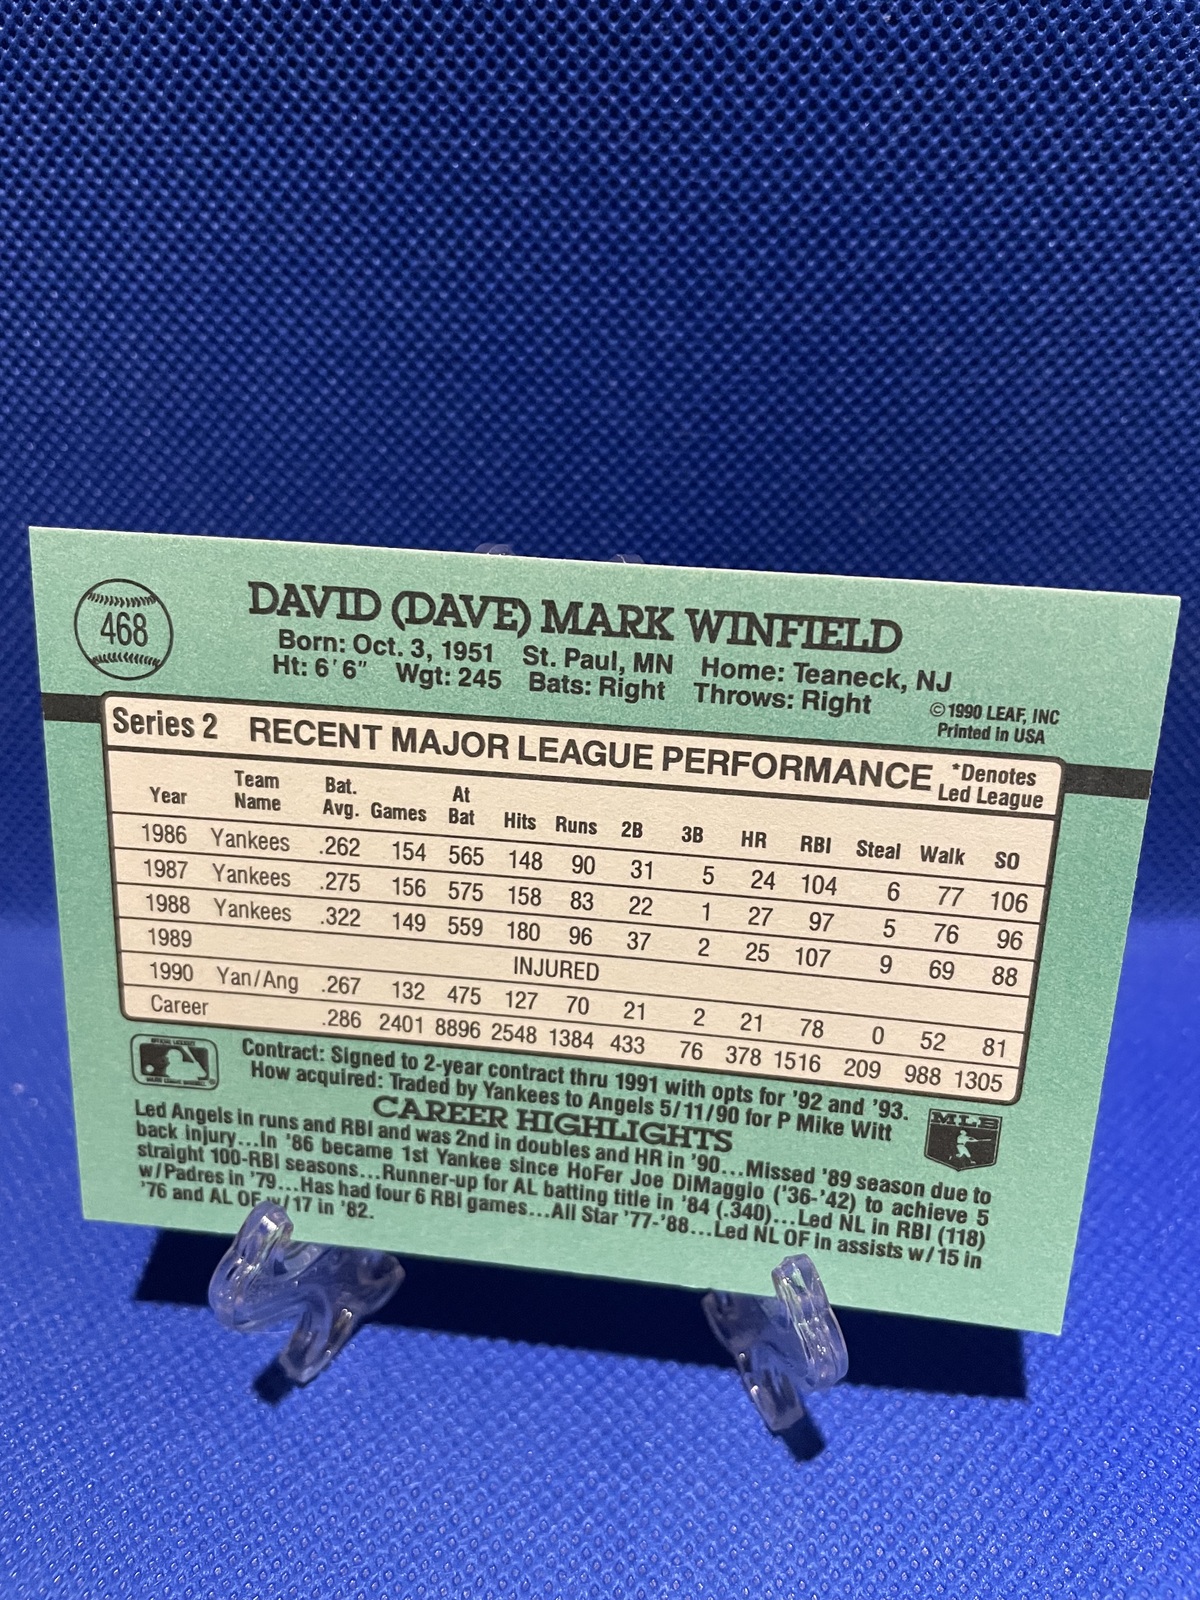 468
DAVID (DAVE) MARK WINFIELD
Born: Oct. 3, 1951 St. Paul, MN Home: Teaneck, NJ
Ht: 6'6" Wgt: 245 Bats: Right Throws: Right
© 1990 LEAF, INC
Printed in USA
Series 2 RECENT MAJOR LEAGUE PERFORMANCE *Denotes Led League
Year Team Name Bat. Avg. Games At Bat Hits Runs 2B 3B HR RBI Steal Walk SO
1986 Yankees .262 154 565 148 90 31 5 24 104 6 77 106
1987 Yankees .275 156 575 158 83 22 1 27 97 5 76 96
1988 Yankees .322 149 559 180 96 37 2 25 107 9 69 88
1989 INJURED
1990 Yan/Ang .267 132 475 127 70 21 2 21 78 0 52 81
Career .286 2401 8896 2548 1384 433 76 378 1516 209 988 1305
Contract: Signed to 2-year contract thru 1991 with opts for '92 and '93.
How acquired: Traded by Yankees to Angels 5/11/90 for P Mike Witt
MLB
CAREER HIGHLIGHTS
Led Angels in runs and RBI and was 2nd in doubles and HR in '90...Missed '89 season due to
back injury...In '86 became 1st Yankee since HoFer Joe DiMaggio ('36-'42) to achieve 5
straight 100-RBI seasons...Runner-up for AL batting title in '84 (.340)...Led NL in RBI (118)
w/Padres in '79...Has had four 6 RBI games...All Star '77-'88...Led NL OF in assists w/15 in
'76 and AL OF w/17 in '82.